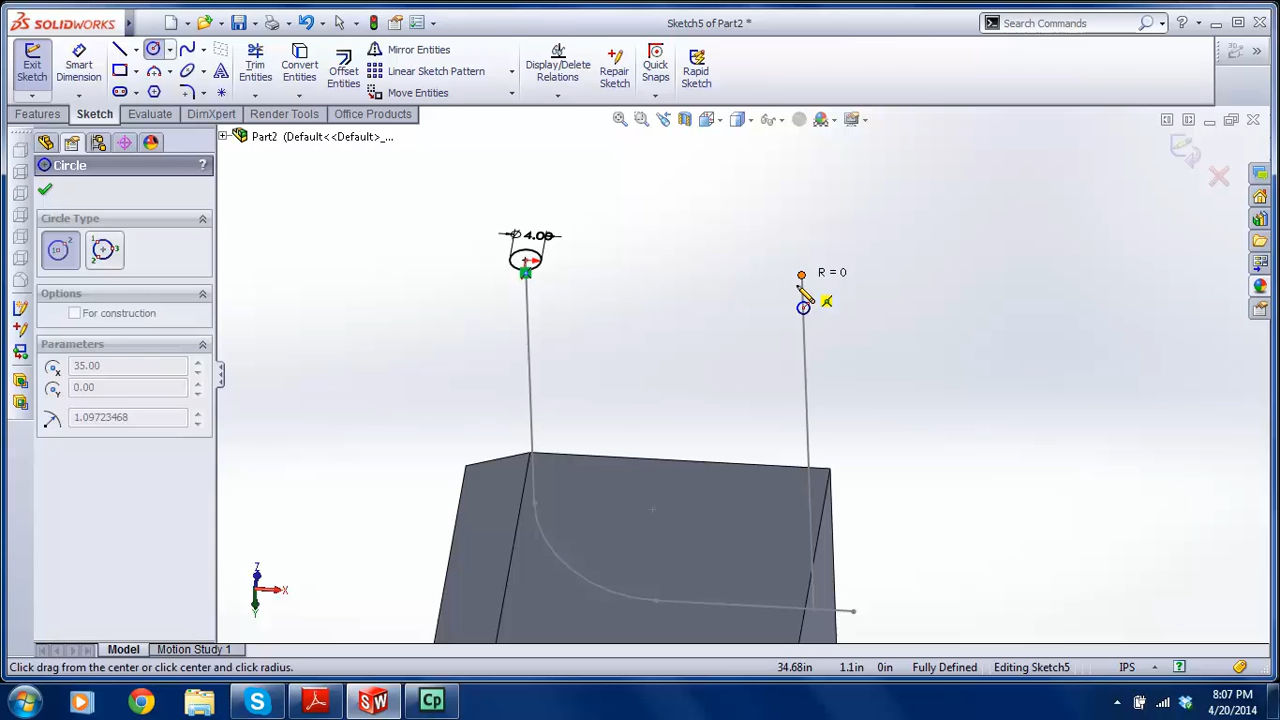 SOLIDWORKS
Sketch5 of Part2 *
Search Commands
?
Exit Sketch
Smart Dimension
Trim Entities
Convert Entities
Offset Entities
Mirror Entities
Linear Sketch Pattern
Move Entities
Display/Delete Relations
Repair Sketch
Quick Snaps
Rapid Sketch
Features
Sketch
Evaluate
DimXpert
Render Tools
Office Products
Part2 (Default<<Default>_...
Circle
?
Circle Type
Options
For construction
Parameters
35.00
0.00
1.09723468
∅ 4.00
R = 0
Z
X
Y
Model
Motion Study 1
Click drag from the center or click center and radius.
34.68in
1.1in
0in
Fully Defined
Editing Sketch5
IPS
?
S
SW
Cp
8:07 PM
4/20/2014